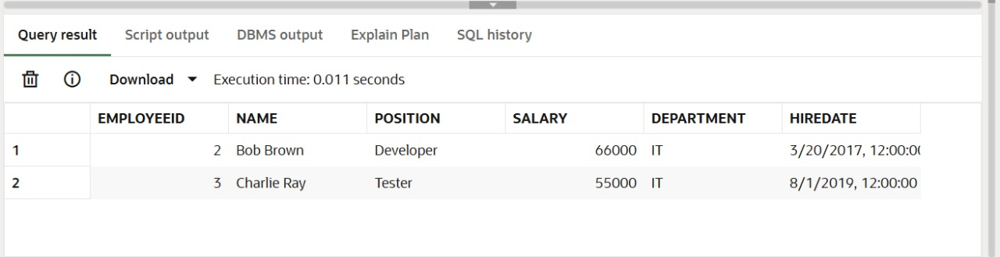 Query result Script output DBMS output Explain Plan SQL history
Download Execution time: 0.011 seconds
EMPLOYEEID NAME POSITION SALARY DEPARTMENT HIREDATE
1 2 Bob Brown Developer 66000 IT 3/20/2017, 12:00:00
2 3 Charlie Ray Tester 55000 IT 8/1/2019, 12:00:00